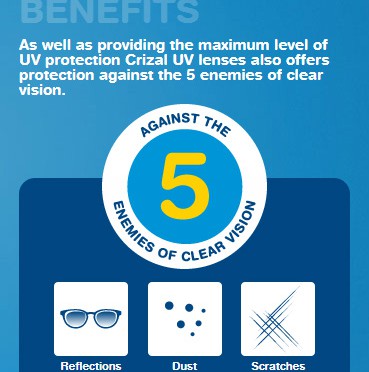 BENEFITS
As well as providing the maximum level of
UV protection Crizal UV lenses also offers
protection against the 5 enemies of clear
vision.
AGAINST THE
5
ENEMIES OF CLEAR VISION
Reflections Dust Scratches